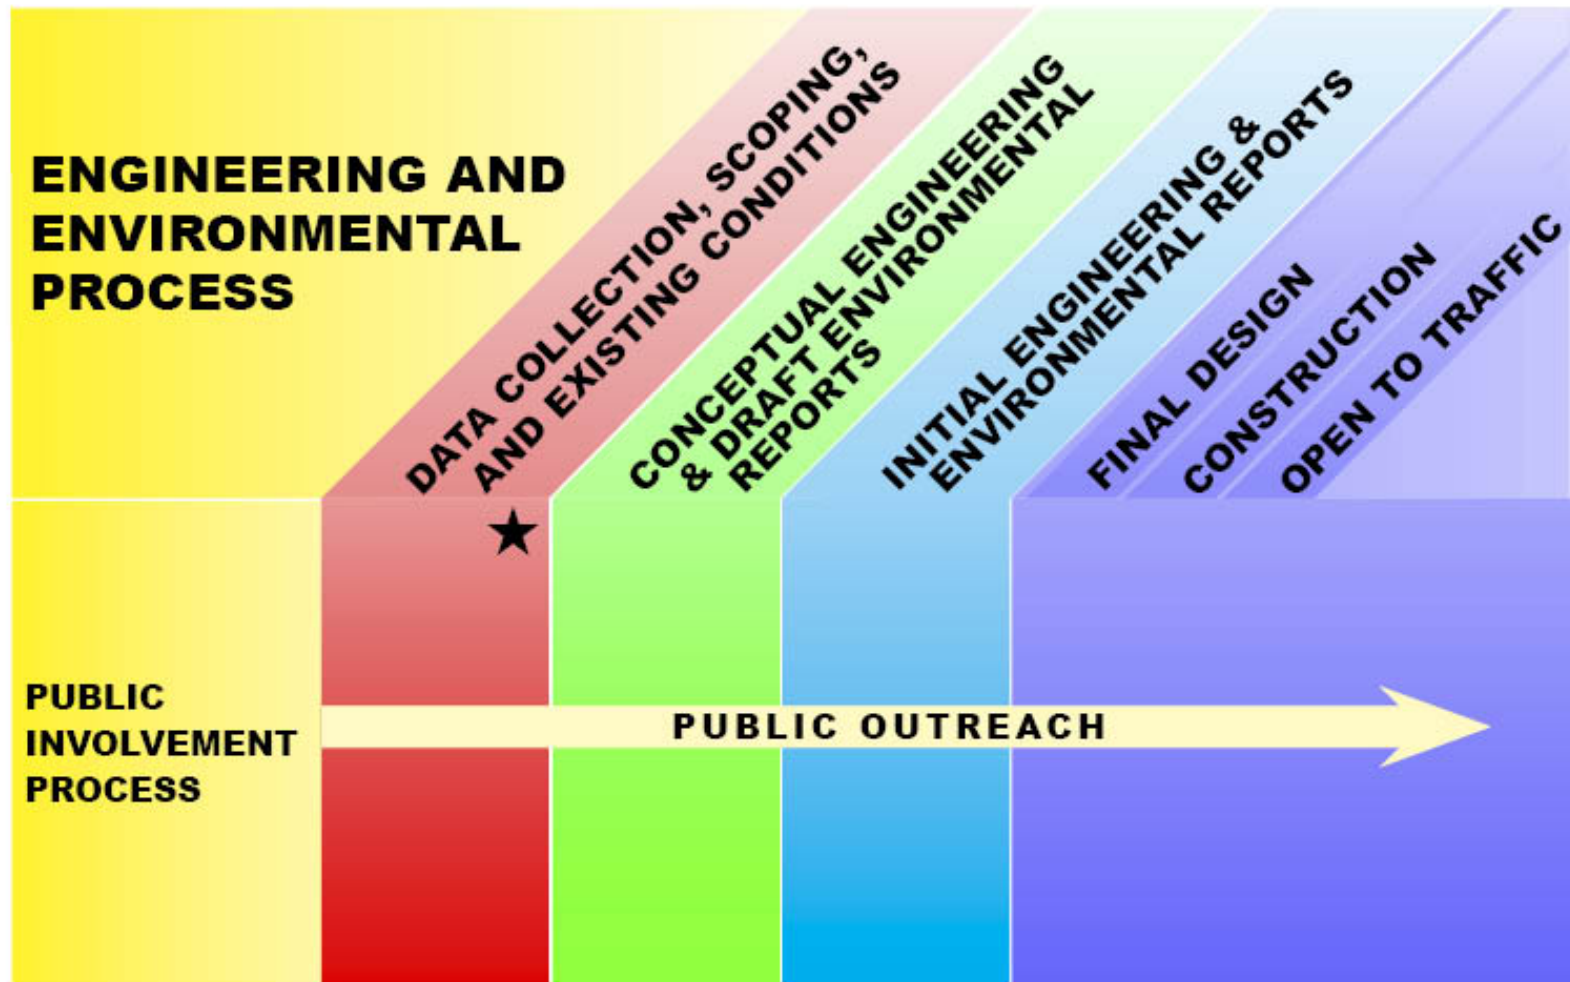 ENGINEERING AND
ENVIRONMENTAL
PROCESS
DATA COLLECTION, SCOPING,
AND EXISTING CONDITIONS
CONCEPTUAL ENGINEERING
& DRAFT ENVIRONMENTAL
REPORTS
INITIAL ENGINEERING &
ENVIRONMENTAL REPORTS
FINAL DESIGN
CONSTRUCTION
OPEN TO TRAFFIC
PUBLIC
INVOLVEMENT
PROCESS
PUBLIC OUTREACH